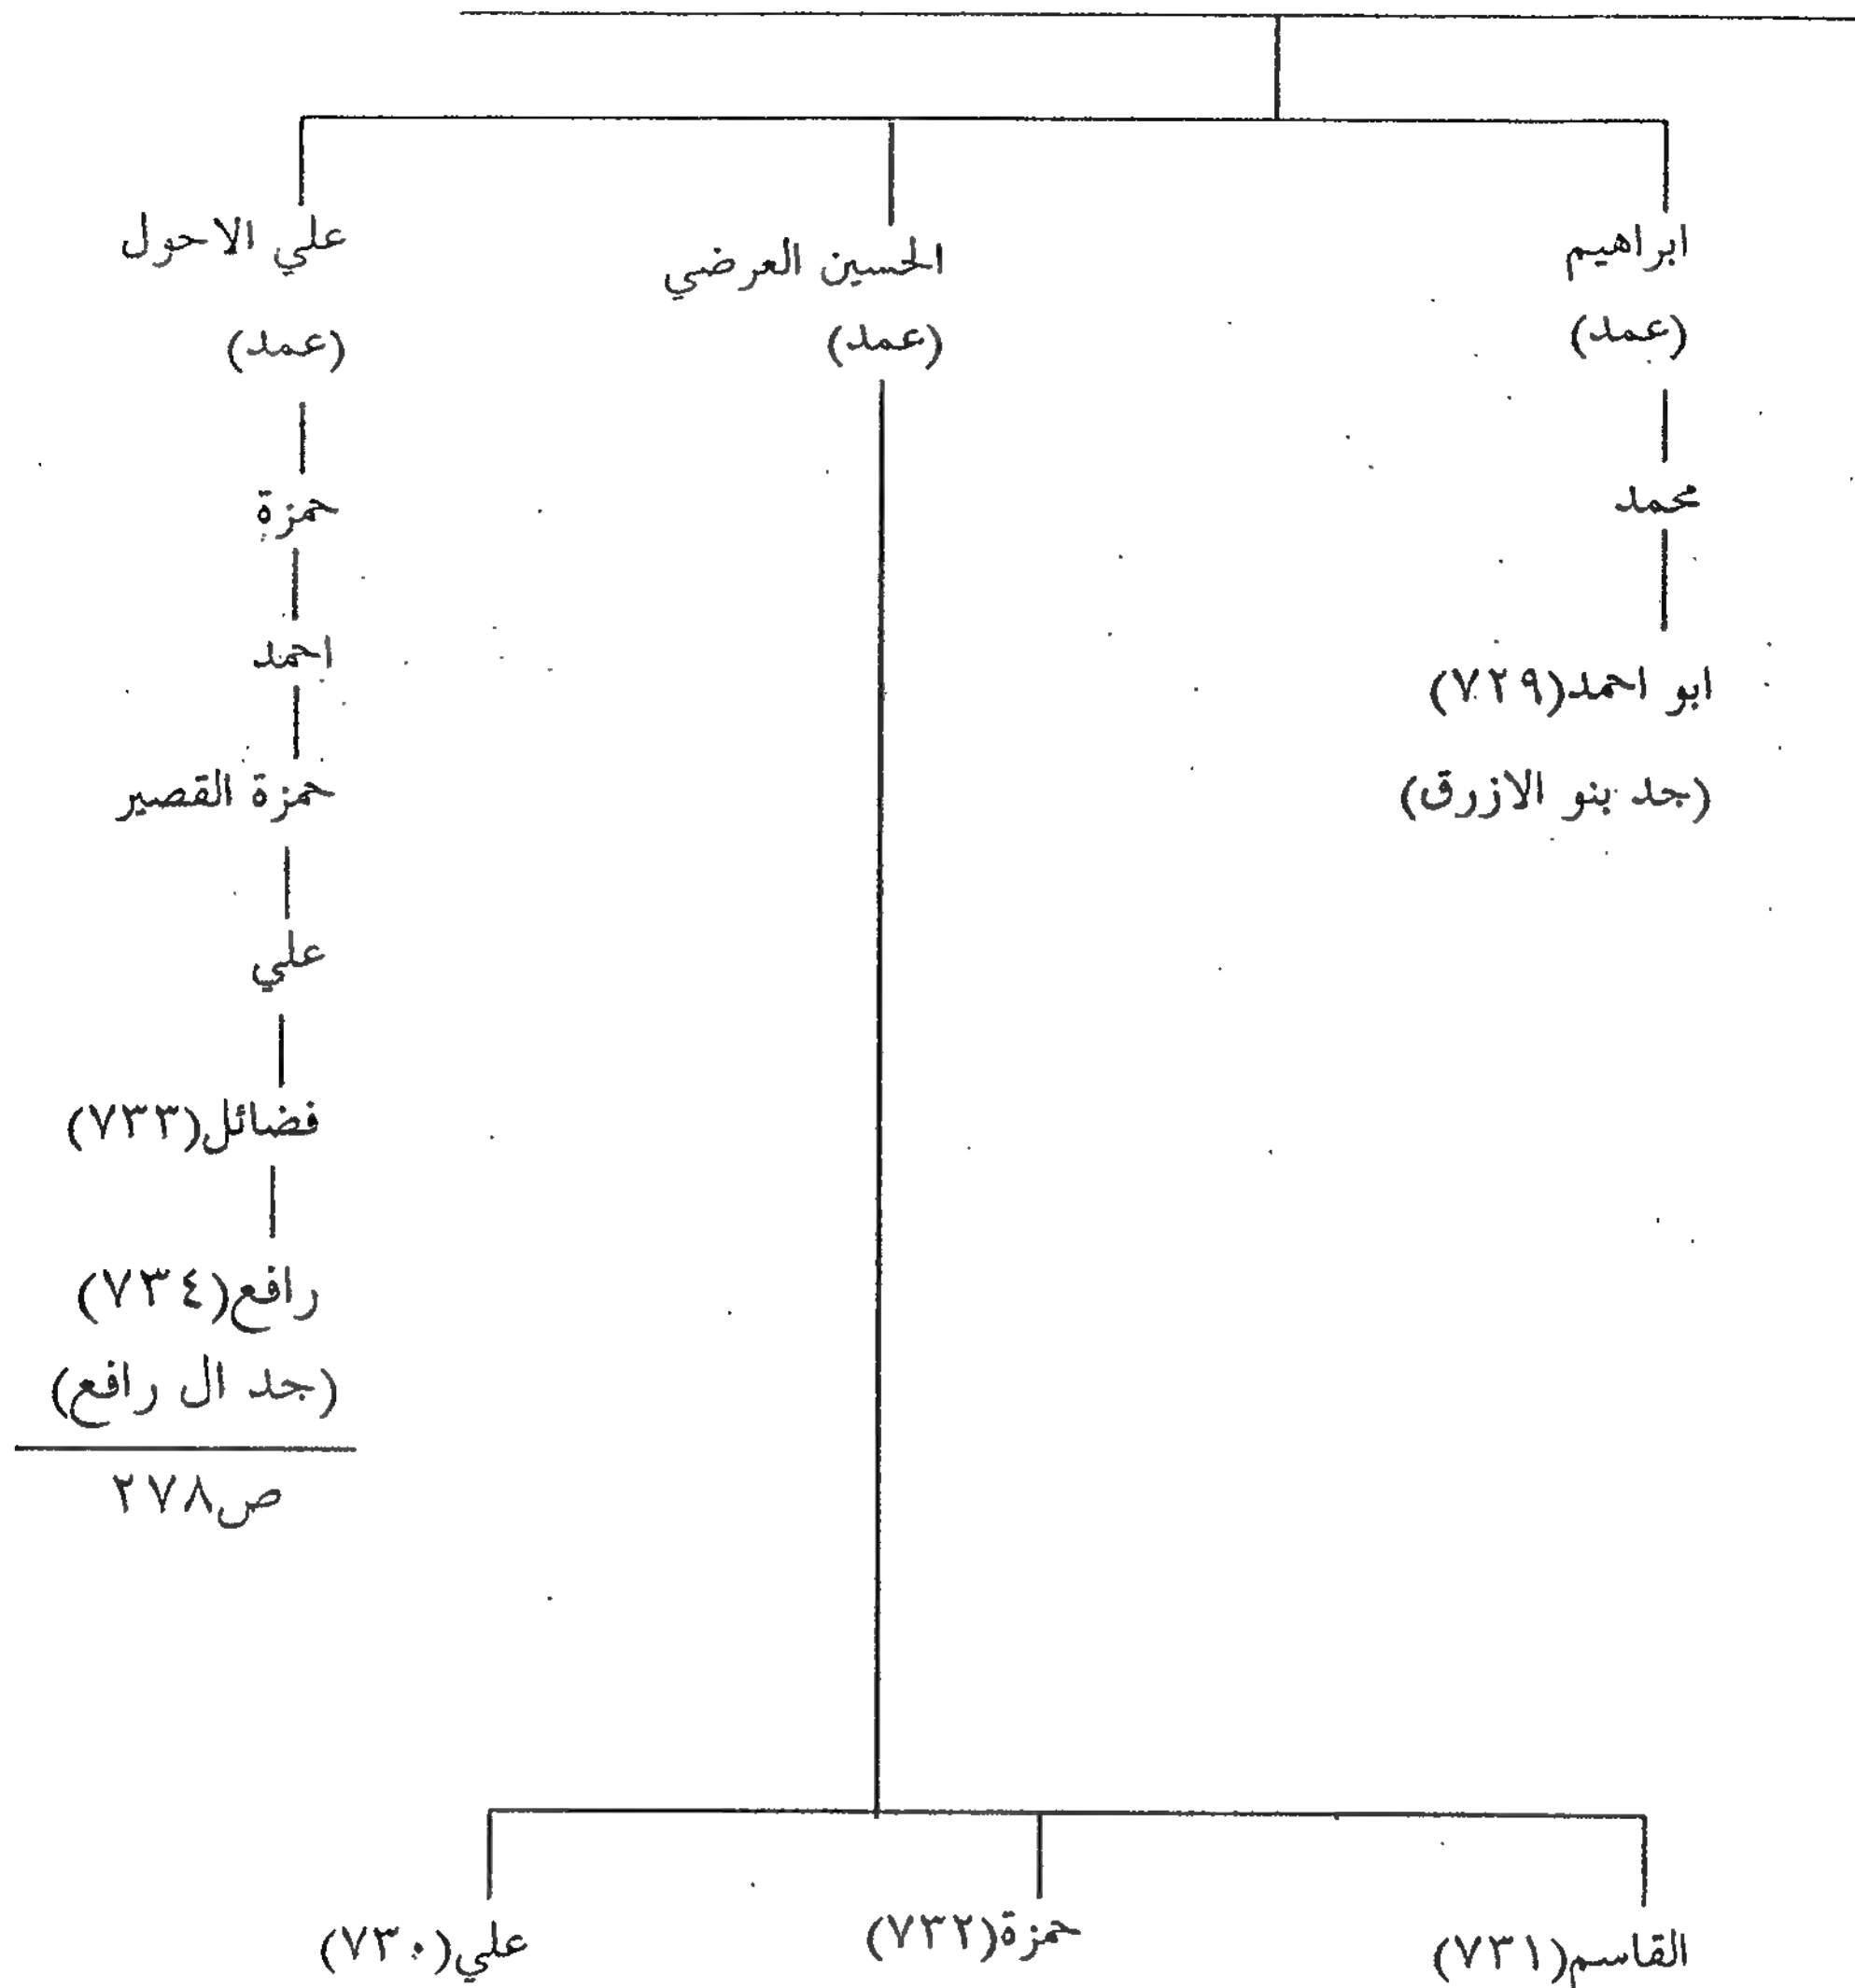 ابراهيم
(عمد)
محمد
ابو احمد(٧٢٩)
(جد بنو الازرق)
الحسين العرضي
(عمد)
القاسم(٧٣١)
حمزة(٧٣٢)
علي(٧٣٠)
علي الاحول
(عمد)
حمزة
احمد
حمزة القصير
علي
فضائل(٧٣٣)
رافع(٧٣٤)
(جد ال رافع)
ص٢٧٨